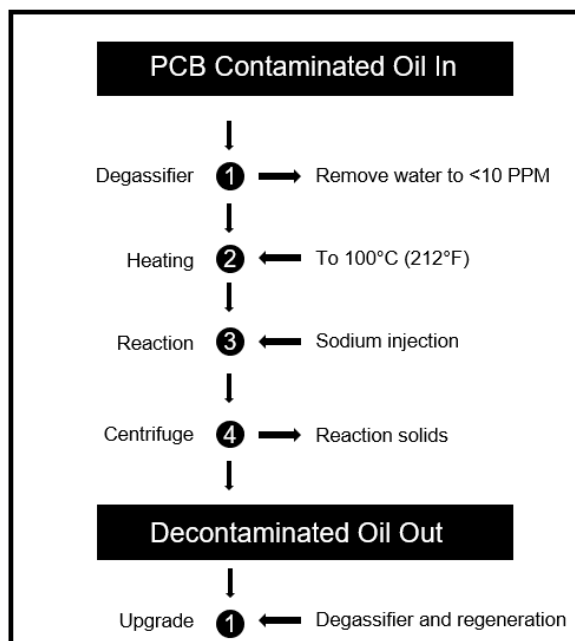 PCB Contaminated Oil In
Degassifier 1 Remove water to <10 PPM
Heating 2 To 100°C (212°F)
Reaction 3 Sodium injection
Centrifuge 4 Reaction solids
Decontaminated Oil Out
Upgrade 1 Degassifier and regeneration